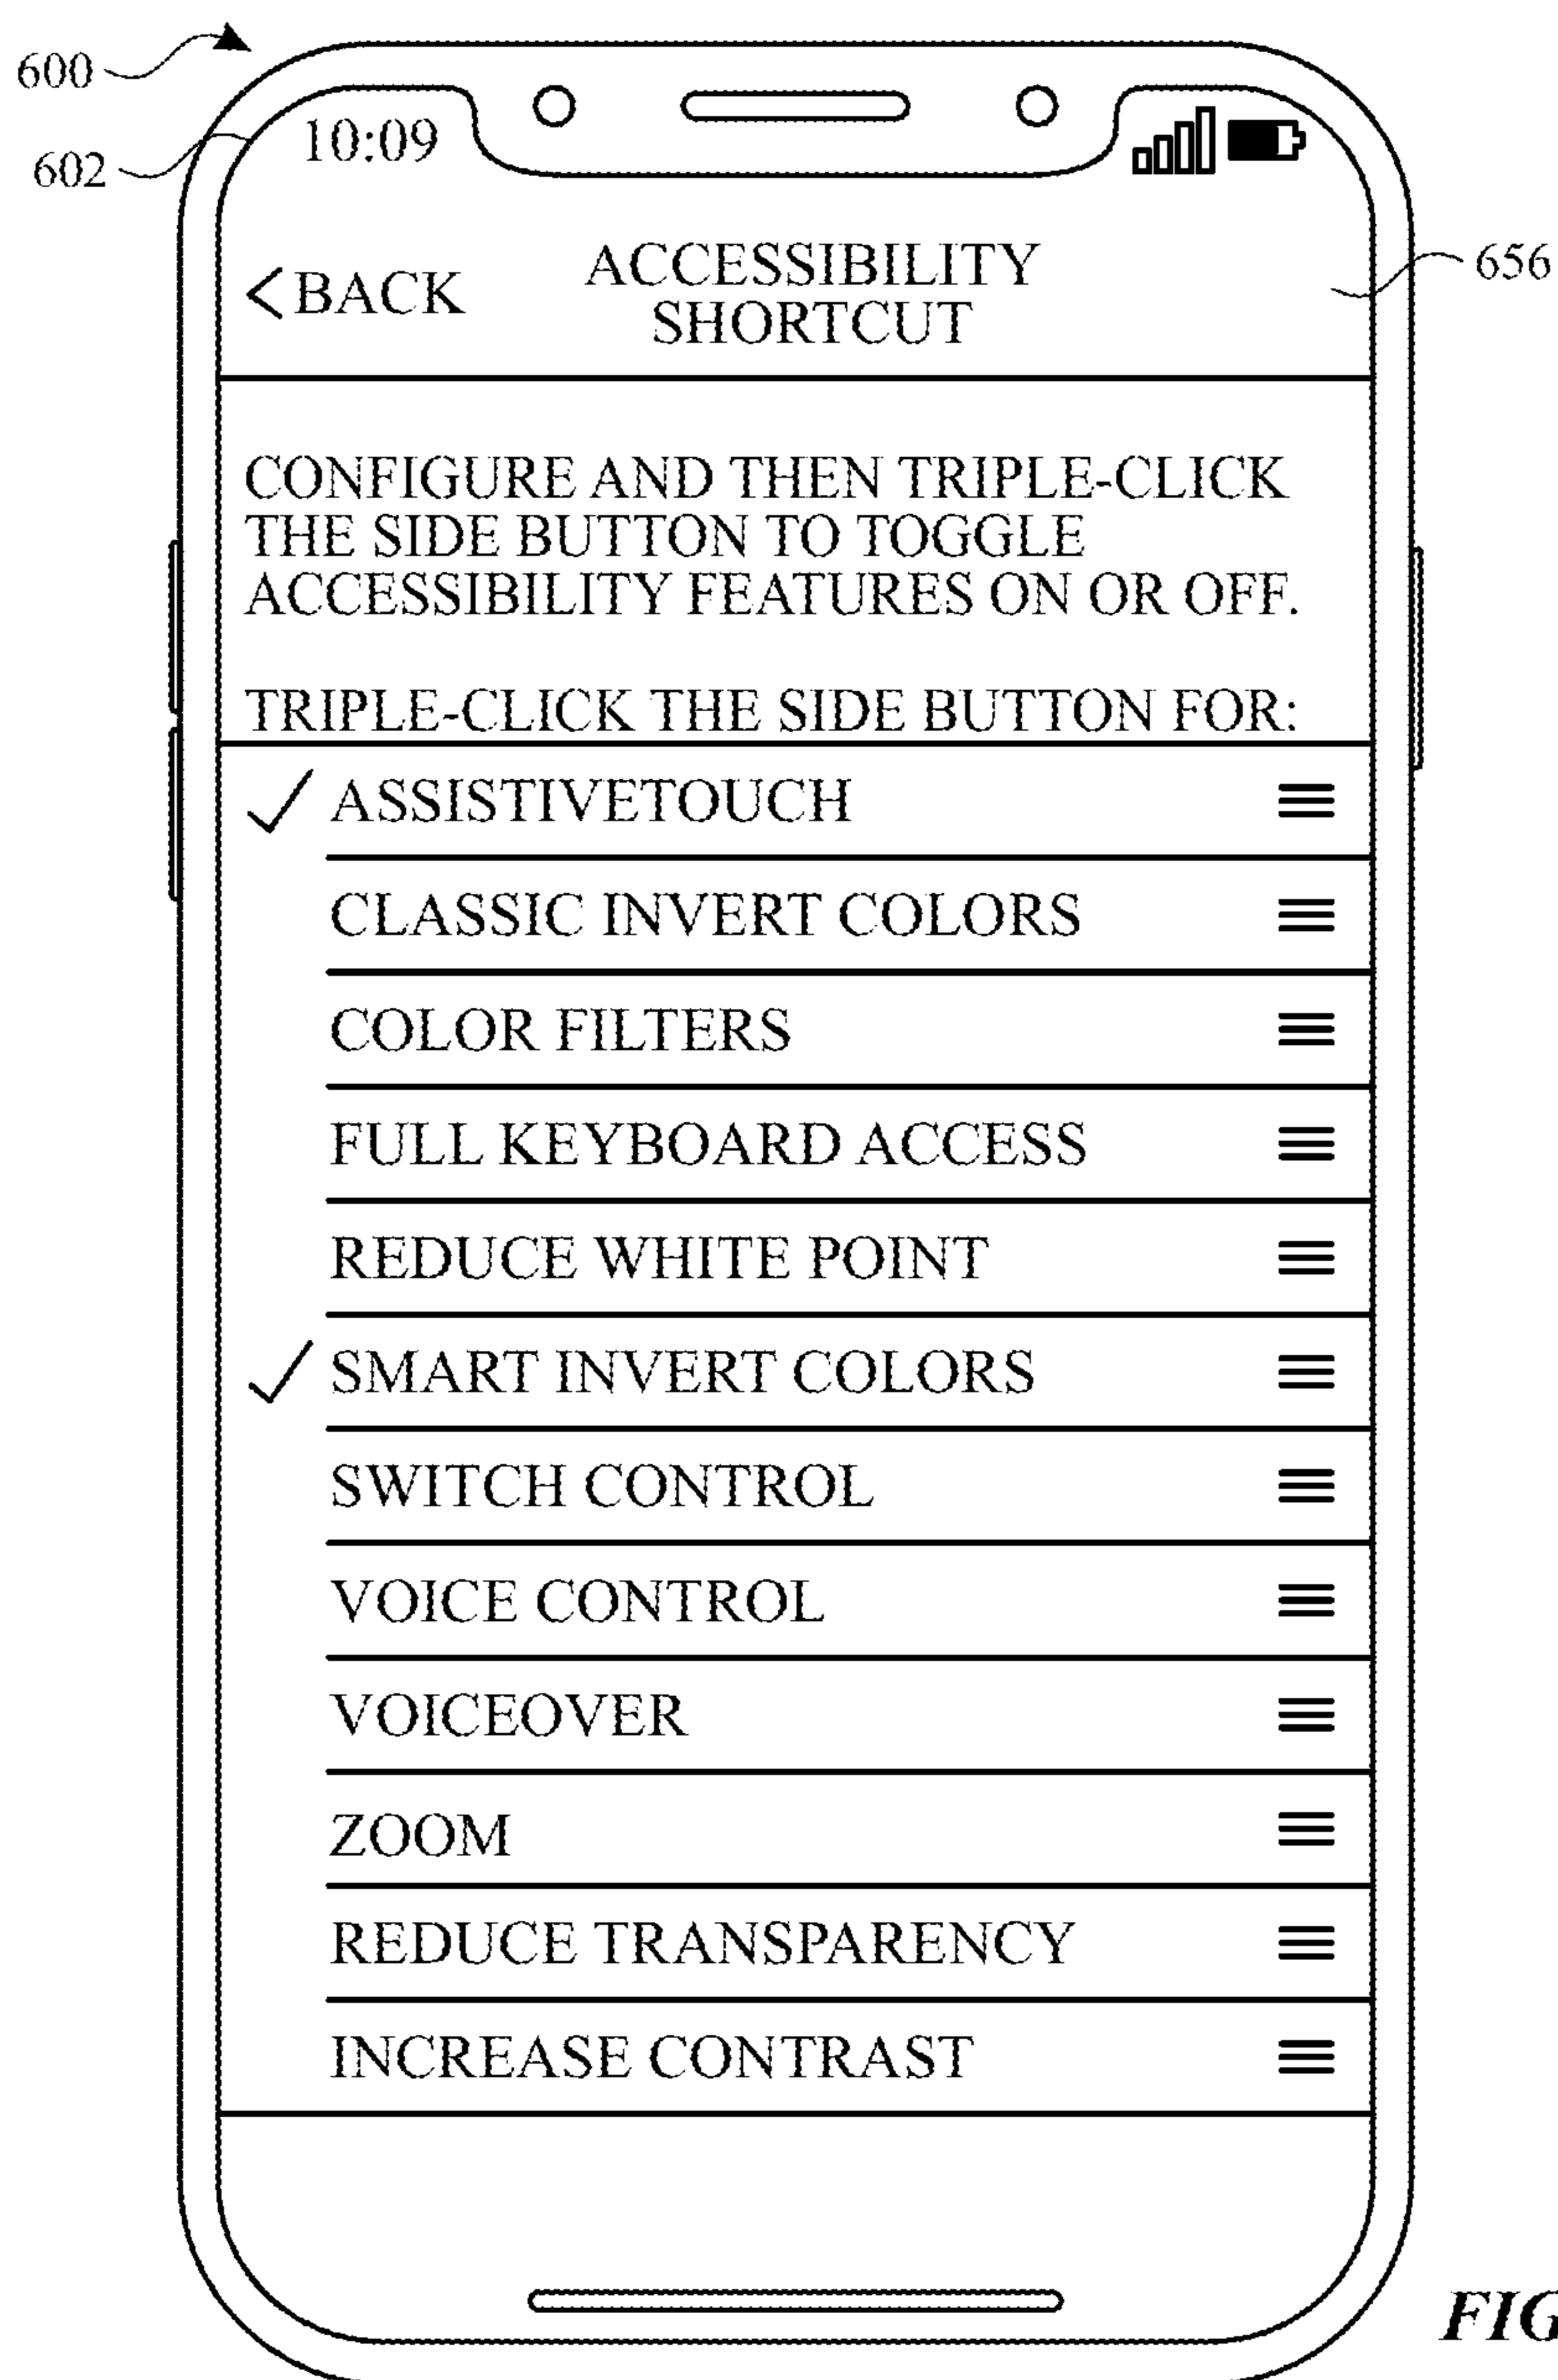 600
602
10:09
656
<BACK
ACCESSIBILITY
SHORTCUT
CONFIGURE AND THEN TRIPLE-CLICK
THE SIDE BUTTON TO TOGGLE
ACCESSIBILITY FEATURES ON OR OFF.
TRIPLE-CLICK THE SIDE BUTTON FOR:
ASSISTIVETOUCH
CLASSIC INVERT COLORS
COLOR FILTERS
FULL KEYBOARD ACCESS
REDUCE WHITE POINT
SMART INVERT COLORS
SWITCH CONTROL
VOICE CONTROL
VOICEOVER
ZOOM
REDUCE TRANSPARENCY
INCREASE CONTRAST